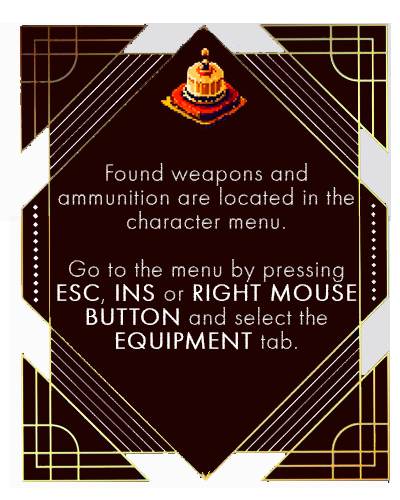 Found weapons and
ammunition are located in the
character menu.
Go to the menu by pressing
ESC, INS or RIGHT MOUSE
BUTTON and select the
EQUIPMENT tab.